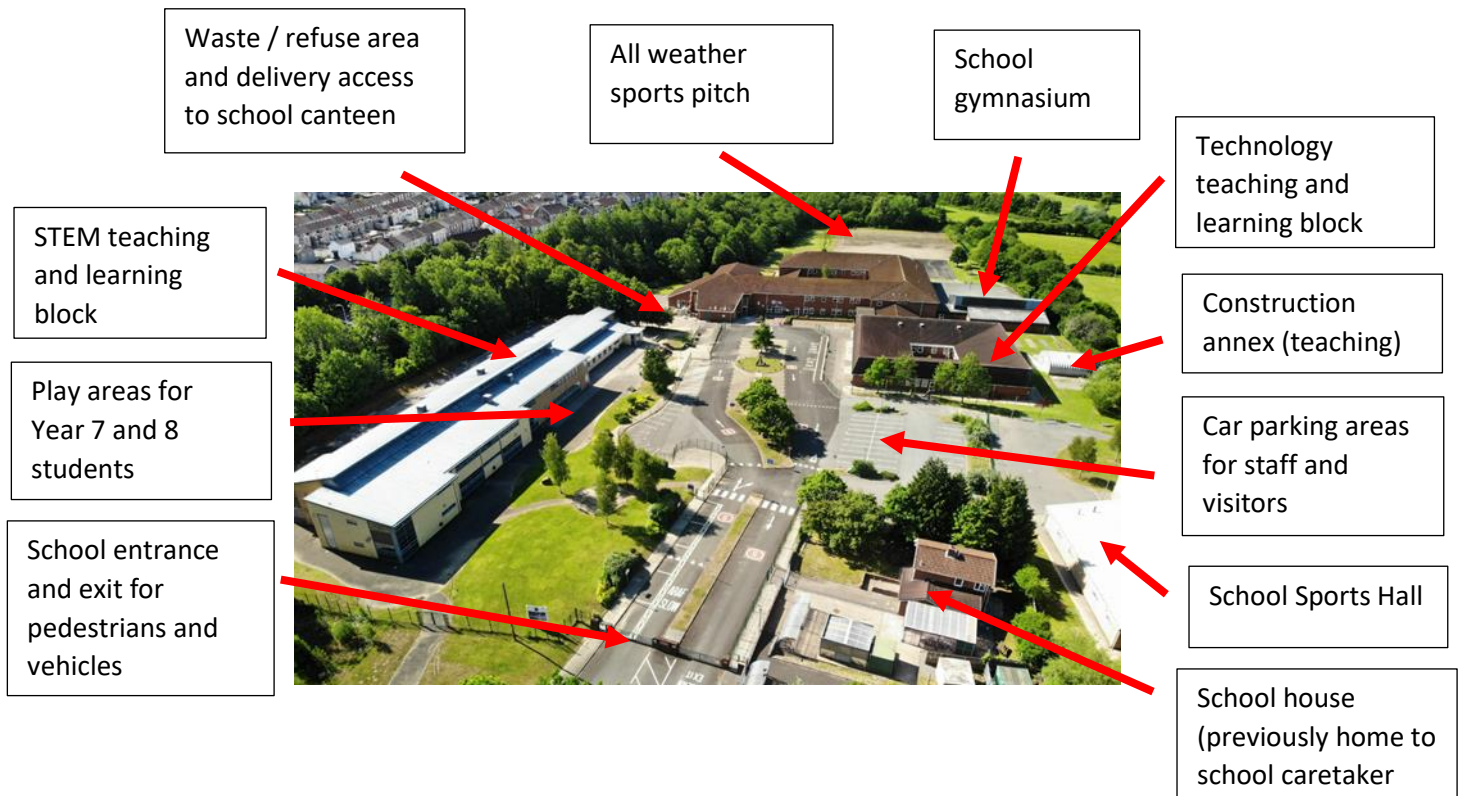 Waste / refuse area
and delivery access
to school canteen
All weather
sports pitch
School
gymnasium
Technology
teaching and
learning block
STEM teaching
and learning
block
Construction
annex (teaching)
Play areas for
Year 7 and 8
students
Car parking areas
for staff and
visitors
School entrance
and exit for
pedestrians and
vehicles
School Sports Hall
School house
(previously home to
school caretaker
EXIT